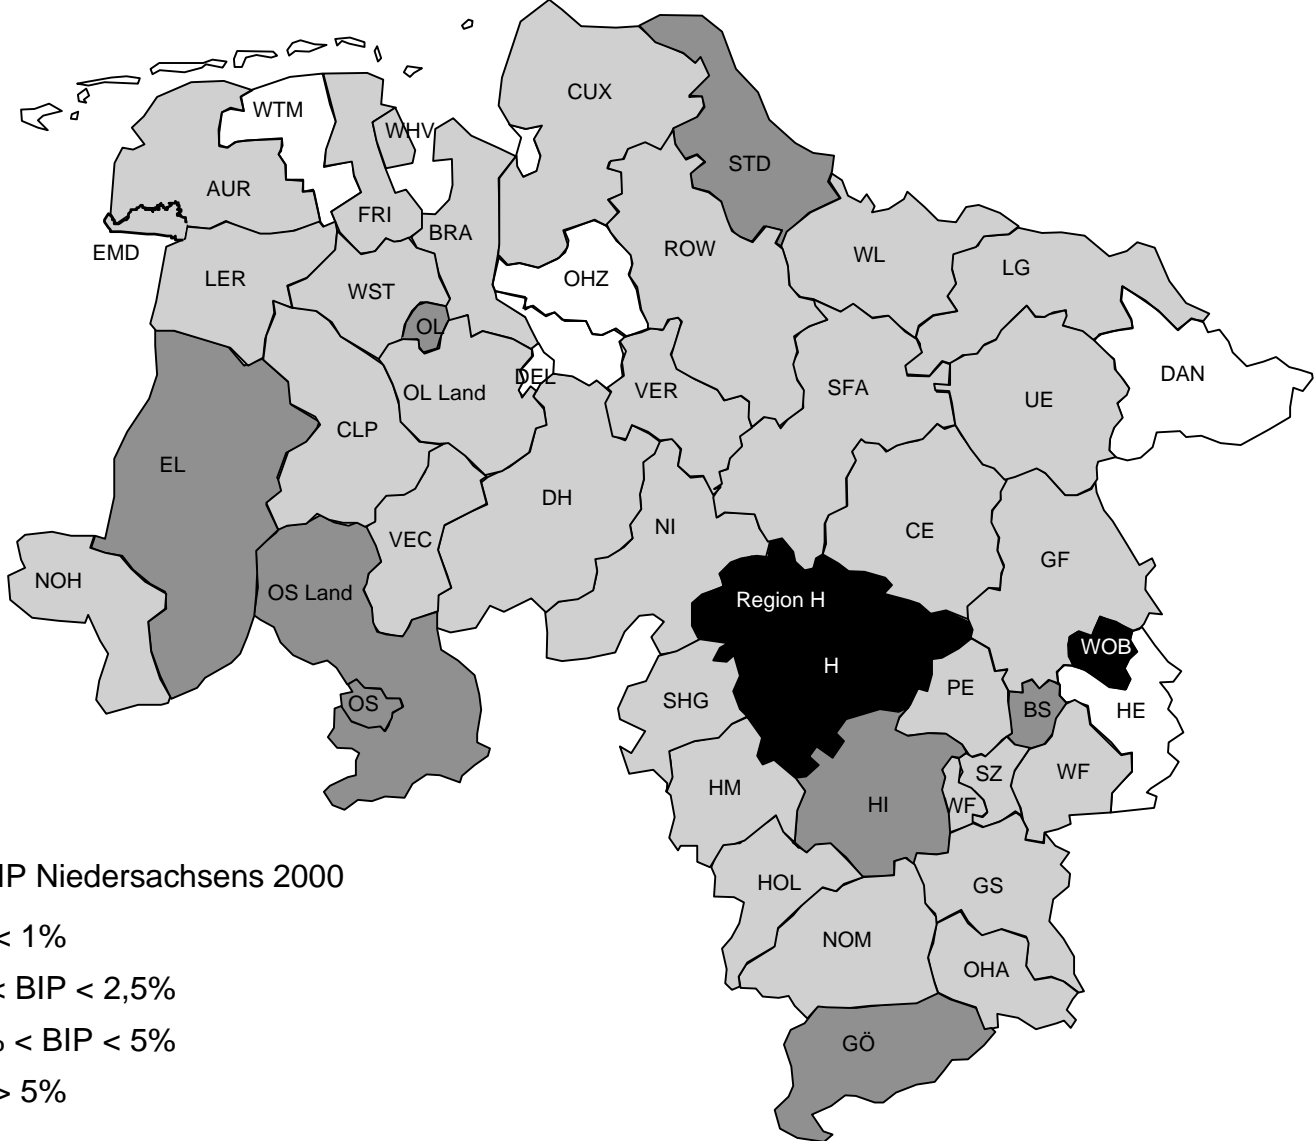 CUX
WTM
WHV
STD
AUR
FRI
BRA
EMD
ROW
WL
LER
WST
OHZ
LG
OL
DEL
OL Land
VER
SFA
UE
DAN
CLP
EL
DH
NI
CE
VEC
GF
NOH
OS Land
Region H
H
WOB
PE
OS
SHG
BS
HE
HM
HI
SZ
WF
WF
HOL
GS
NOM
OHA
GÖ
Niedersachsens 2000
< 1%
< BIP < 2,5%
< BIP < 5%
> 5%